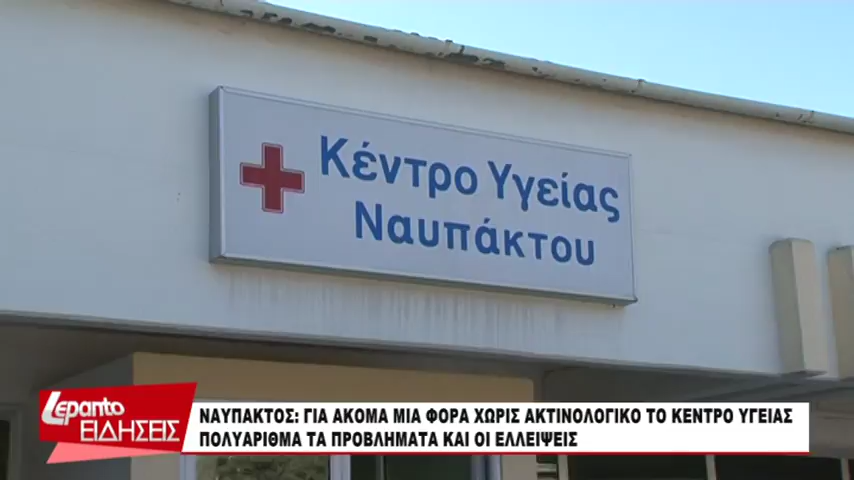 Κέντρο Υγείας
Ναυπάκτου
Lepanto
ΕΙΔΗΣΕΙΣ
ΝΑΥΠΑΚΤΟΣ: ΓΙΑ ΑΚΟΜΑ ΜΙΑ ΦΟΡΑ ΧΩΡΙΣ ΑΚΤΙΝΟΛΟΓΙΚΟ ΤΟ ΚΕΝΤΡΟ ΥΓΕΙΑΣ
ΠΟΛΥΑΡΙΘΜΑ ΤΑ ΠΡΟΒΛΗΜΑΤΑ ΚΑΙ ΟΙ ΕΛΛΕΙΨΕΙΣ